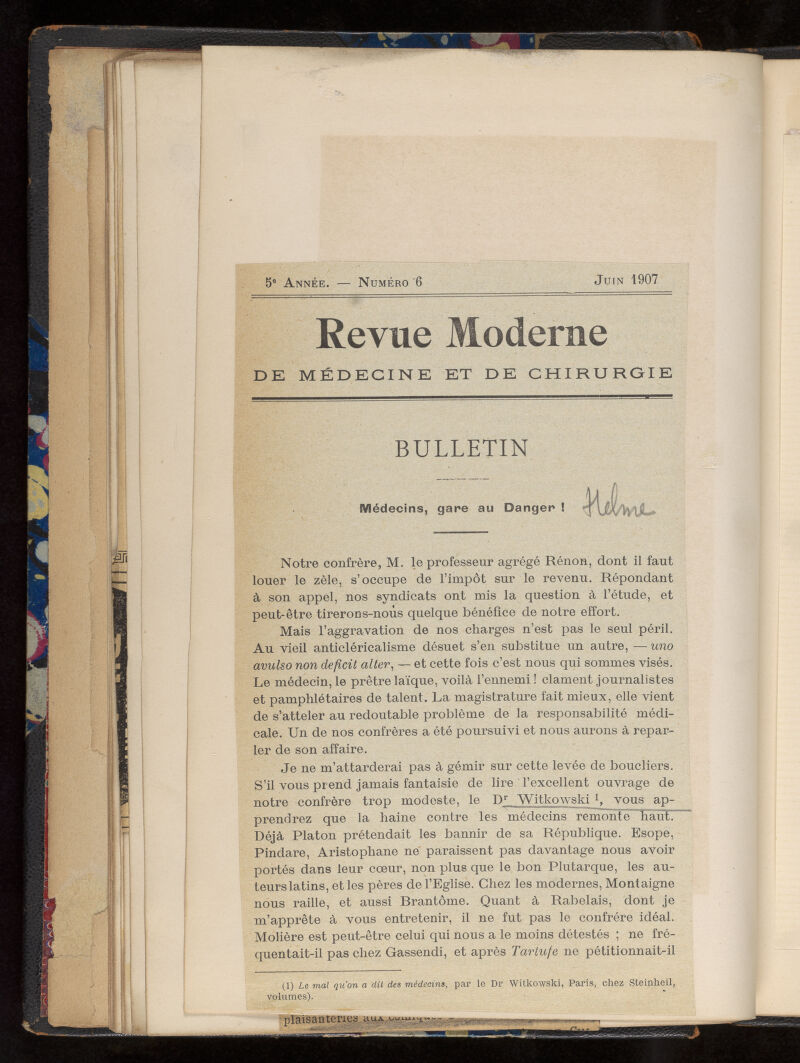 5e Année. — Numéro 6 Juin 1907
Revue Moderne
DE MÉDECINE ET DE CHIRURGIE
BULLETIN
Médecins, gare au Danger ! Helme
Notre confrère, M. le professeur agrégé Rénon, dont il faut
louer le zèle, s'occupe de l'impôt sur le revenu. Répondant
à son appel, nos syndicats ont mis la question à l'étude, et
peut-être tirerons-nous quelque bénéfice de notre effort.
Mais l'aggravation de nos charges n'est pas le seul péril.
Au vieil anticléricalisme désuet s'en substitue un autre, — uno
avulso non deficit alter, — et cette fois c'est nous qui sommes visés.
Le médecin, le prêtre laïque, voilà l'ennemi ! clament journalistes
et pamphlétaires de talent. La magistrature fait mieux, elle vient
de s'atteler au redoutable problème de la responsabilité médi-
cale. Un de nos confrères a été poursuivi et nous aurons à repar-
ler de son affaire.
Je ne m'attarderai pas à gémir sur cette levée de boucliers.
S'il vous prend jamais fantaisie de lire l'excellent ouvrage de
notre confrère trop modeste, le Dr Witkowski 1, vous ap-
prendrez que la haine contre les médecins remonte haut.
Déjà Platon prétendait les bannir de sa République. Esope,
Pindare, Aristophane ne paraissent pas davantage nous avoir
portés dans leur cœur, non plus que le bon Plutarque, les au-
teurs latins, et les pères de l'Eglise. Chez les modernes, Montaigne
nous raille, et aussi Brantôme. Quant à Rabelais, dont je
m'apprête à vous entretenir, il ne fut pas le confrère idéal.
Molière est peut-être celui qui nous a le moins détestés ; ne fré-
quentait-il pas chez Gassendi, et après Tartufe ne pétitionnait-il
(1) Le mal qu'on a dit des médecins, par le Dr Witkowski, Paris, chez Steinheil,
volumes).
plaisanteries aux